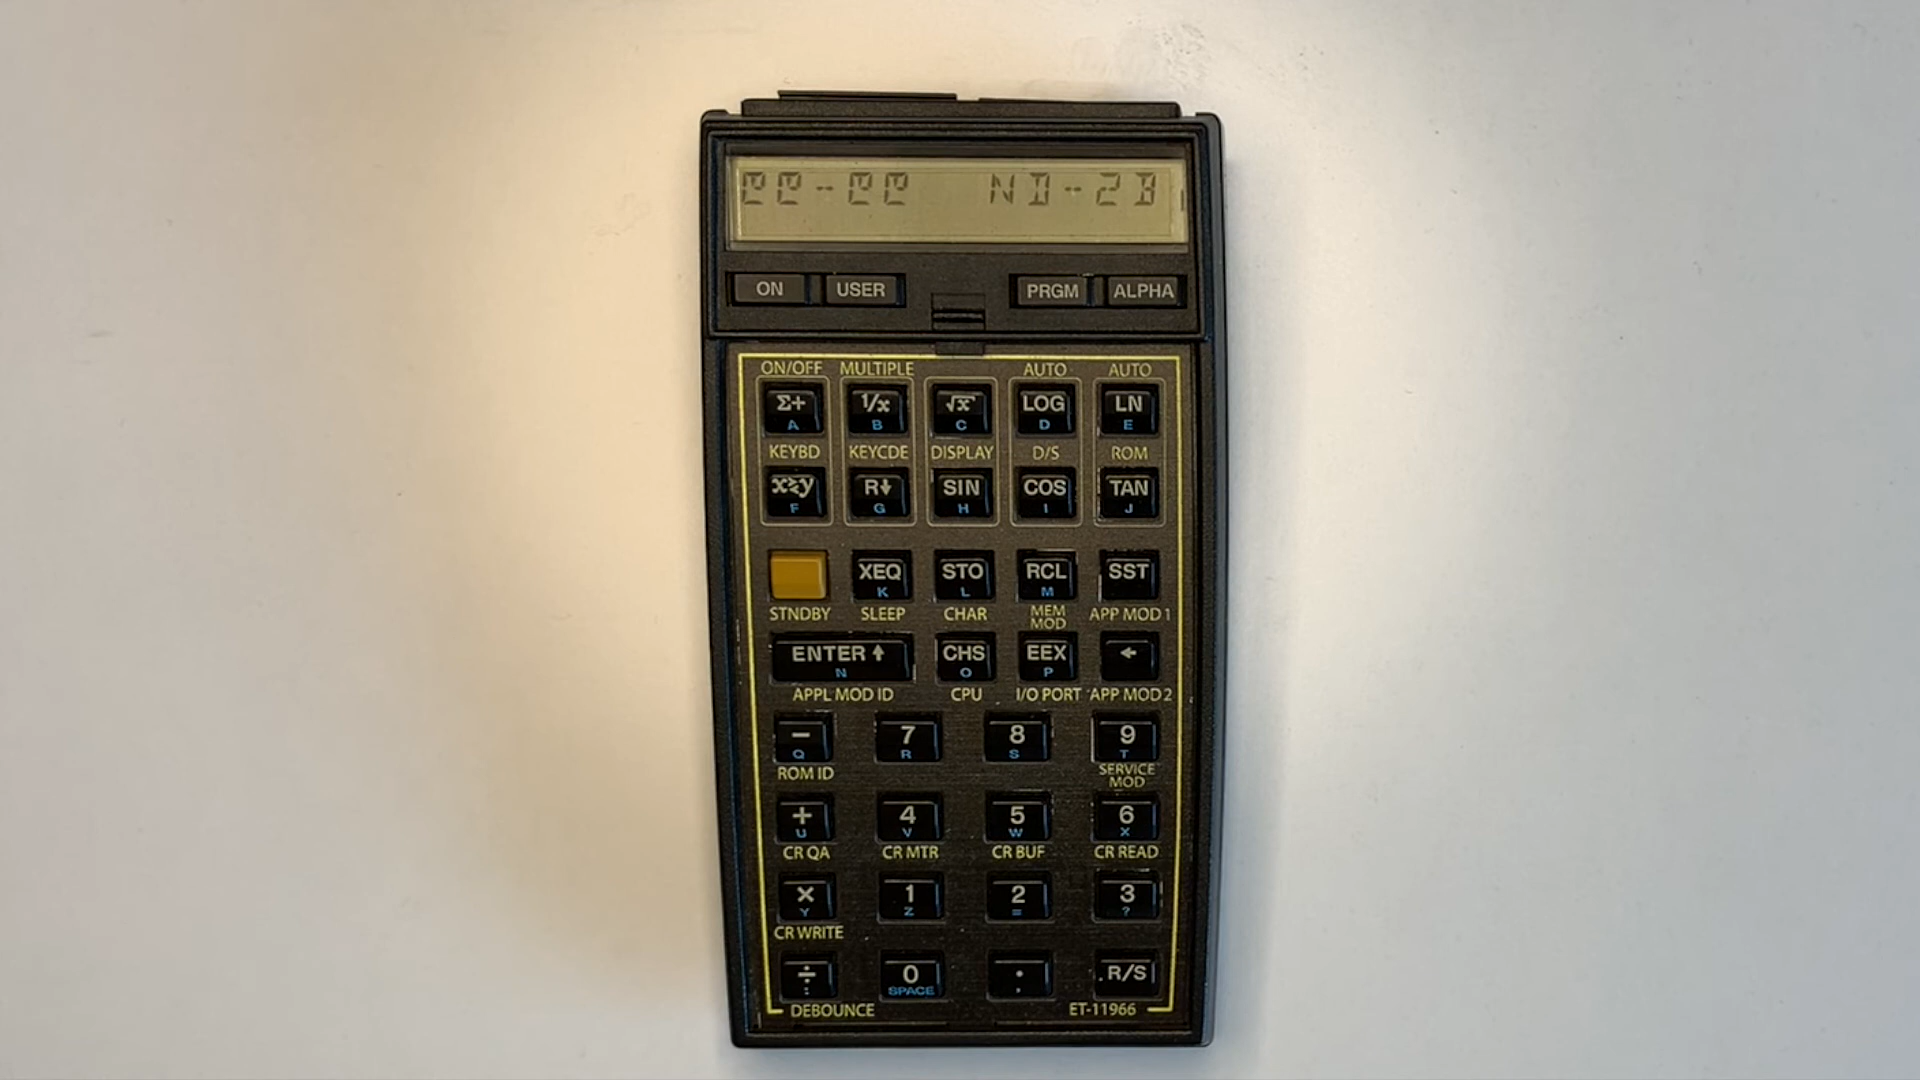 @@-@@ ND-2B
ON USER PRGM ALPHA
ON/OFF MULTIPLE AUTO AUTO
Σ+ 1/x √x LOG LN
A B C D E
KEYBD KEYCDE DISPLAY D/S ROM
x≷y R↓ SIN COS TAN
F G H I J
XEQ STO RCL SST
K L M
STNDBY SLEEP CHAR MEM MOD APP MOD 1
ENTER↑ CHS EEX ←
N O P
APPL MOD ID CPU I/O PORT APP MOD 2
− 7 8 9
Q R S T
ROM ID SERVICE MOD
+ 4 5 6
U V W X
CR QA CR MTR CR BUF CR READ
× 1 2 3
Y Z = ?
CR WRITE
÷ 0 · R/S
: SPACE ,
DEBOUNCE ET-11966